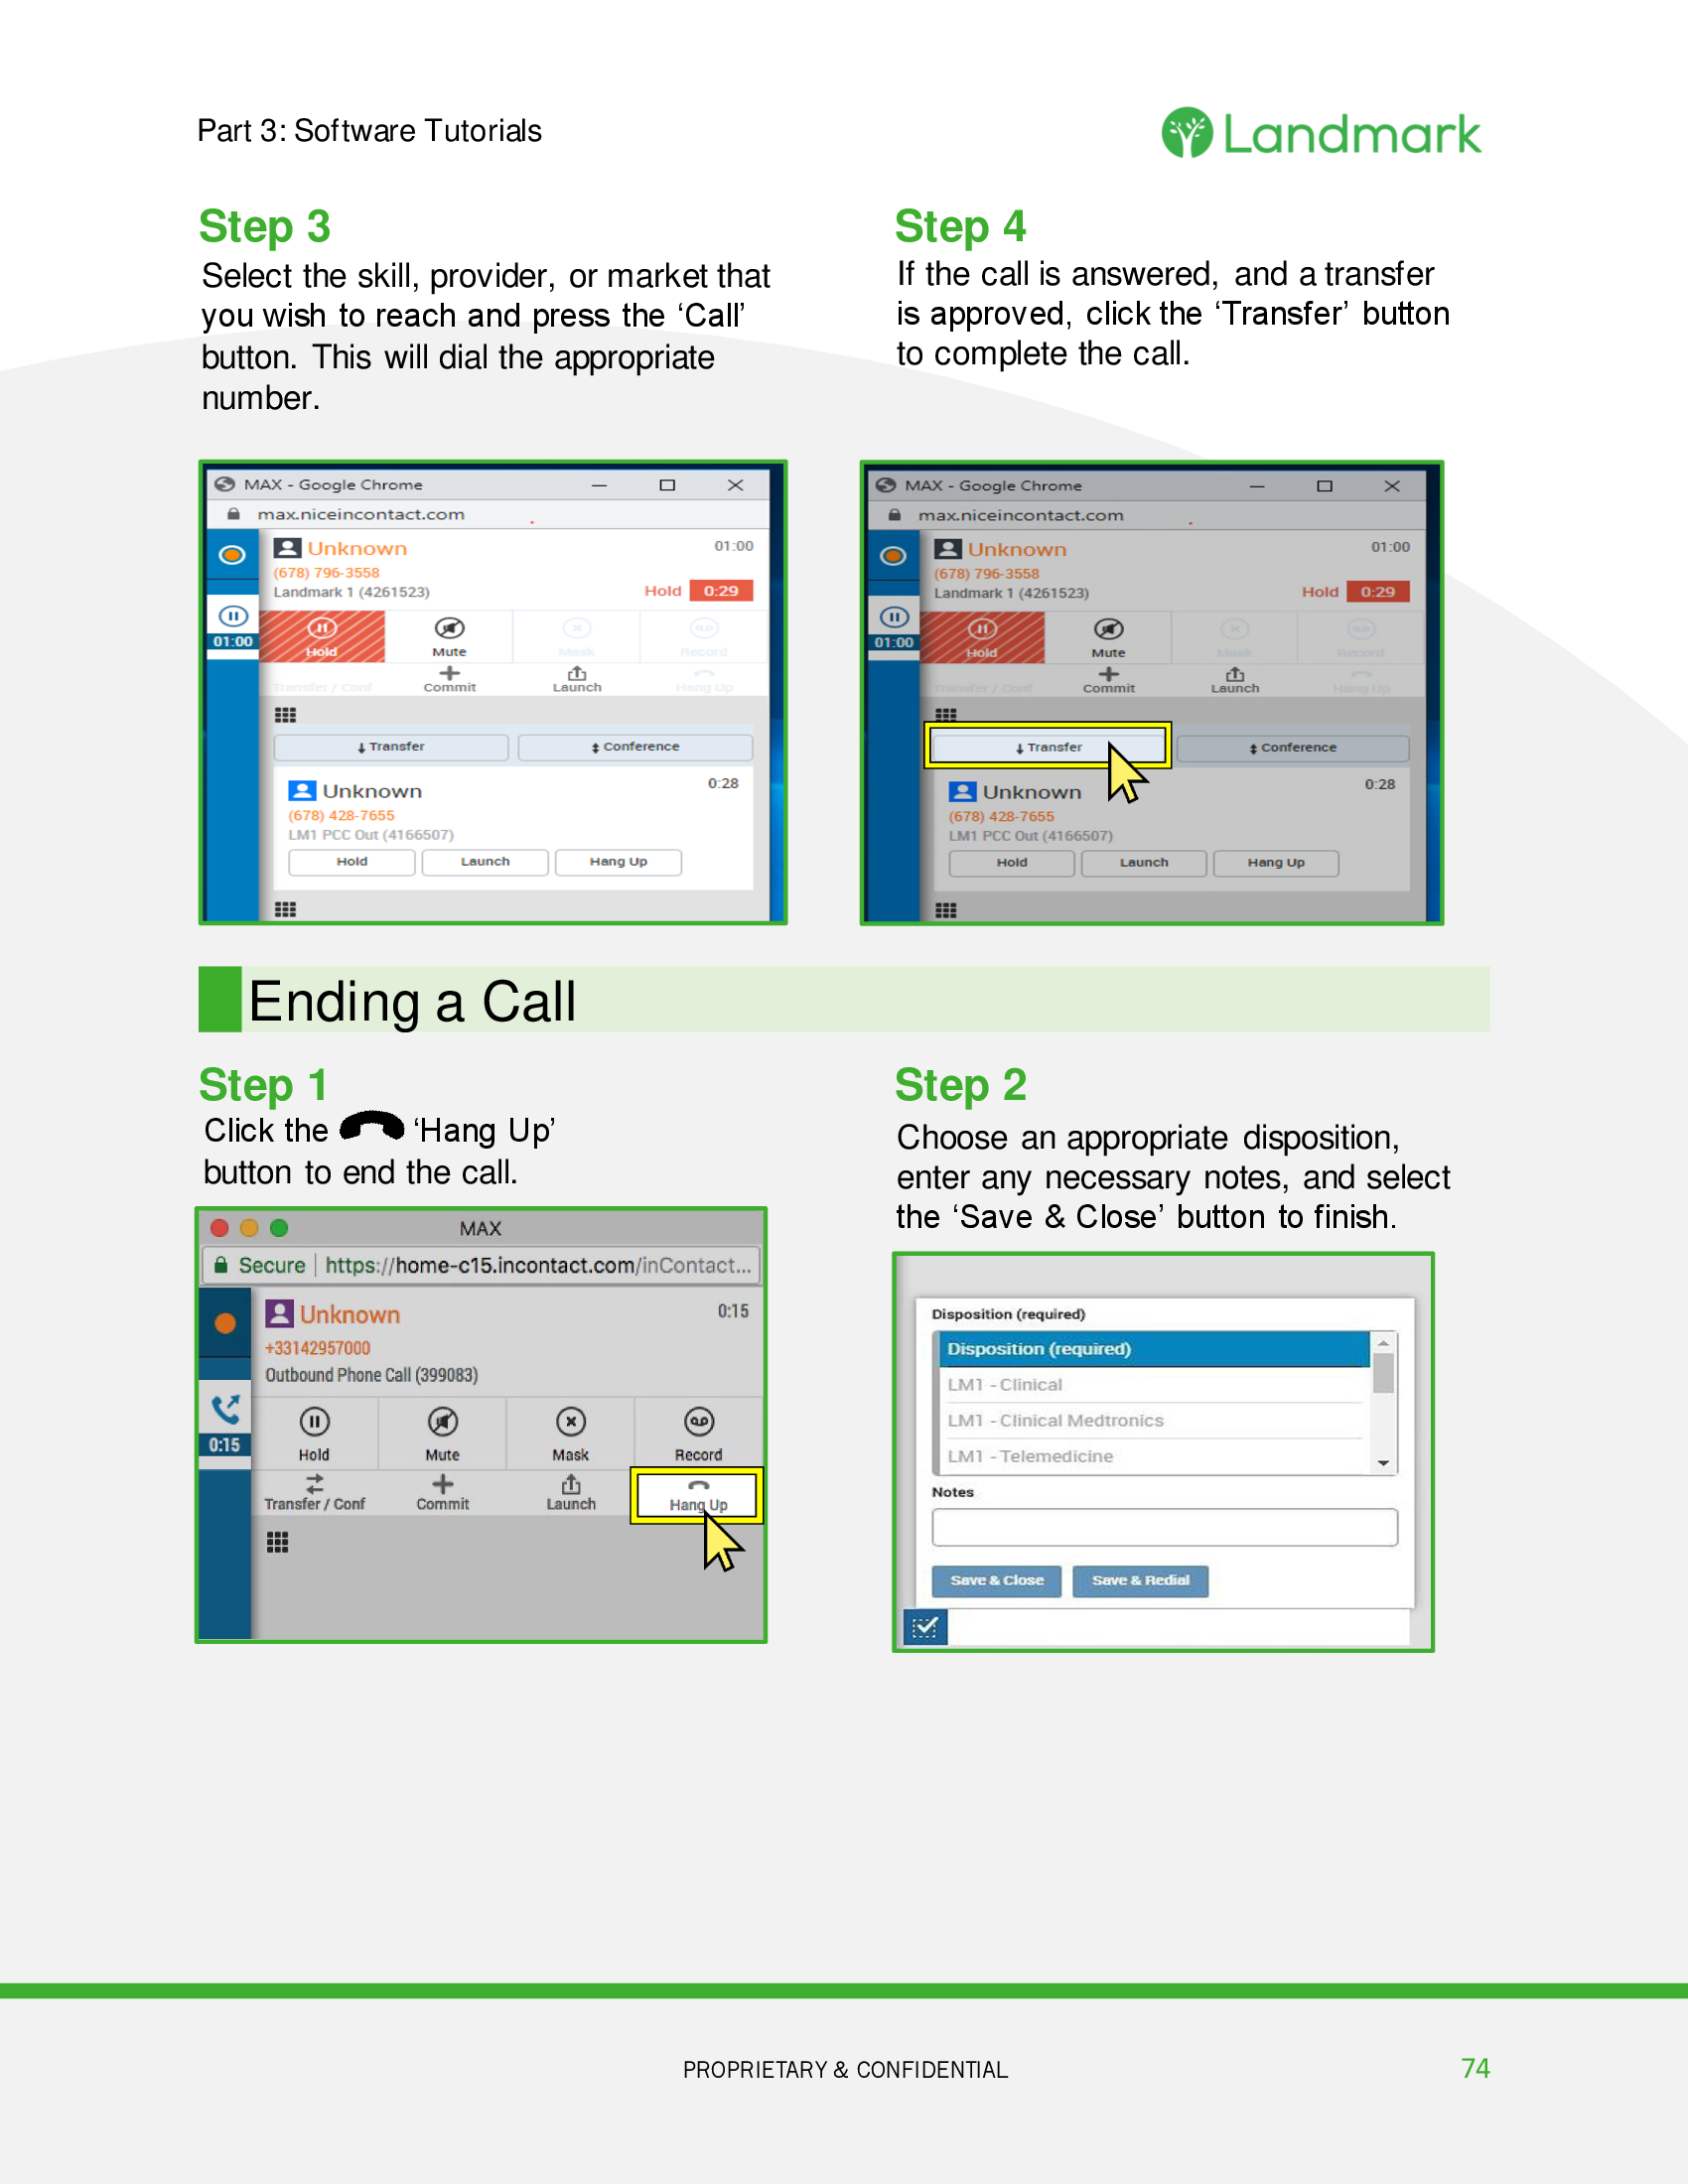 Part 3: Software Tutorials
Landmark
Step 3
Select the skill, provider, or market that
you wish to reach and press the ‘Call’
button. This will dial the appropriate
number.
Step 4
If the call is answered, and a transfer
is approved, click the ‘Transfer’ button
to complete the call.
MAX - Google Chrome
max.niceincontact.com
Unknown 01:00
(678) 796-3558
Landmark 1 (4261523) Hold 0:29
01:00
Hold Mute Mask Record
Transfer / Conf Commit Launch Hang Up
Transfer Conference
Unknown 0:28
(678) 428-7655
LM1 PCC Out (4166507)
Hold Launch Hang Up
MAX - Google Chrome
max.niceincontact.com
Unknown 01:00
(678) 796-3558
Landmark 1 (4261523) Hold 0:29
01:00
Hold Mute Mask Record
Transfer / Conf Commit Launch Hang Up
Transfer Conference
Unknown 0:28
(678) 428-7655
LM1 PCC Out (4166507)
Hold Launch Hang Up
Ending a Call
Step 1
Click the ‘Hang Up’
button to end the call.
Step 2
Choose an appropriate disposition,
enter any necessary notes, and select
the ‘Save & Close’ button to finish.
MAX
Secure https://home-c15.incontact.com/inContact...
Unknown 0:15
+33142957000
Outbound Phone Call (399083)
0:15
Hold Mute Mask Record
Transfer / Conf Commit Launch Hang Up
Disposition (required)
Disposition (required)
LM1 - Clinical
LM1 - Clinical Medtronics
LM1 - Telemedicine
Notes
Save & Close Save & Redial
PROPRIETARY & CONFIDENTIAL
74